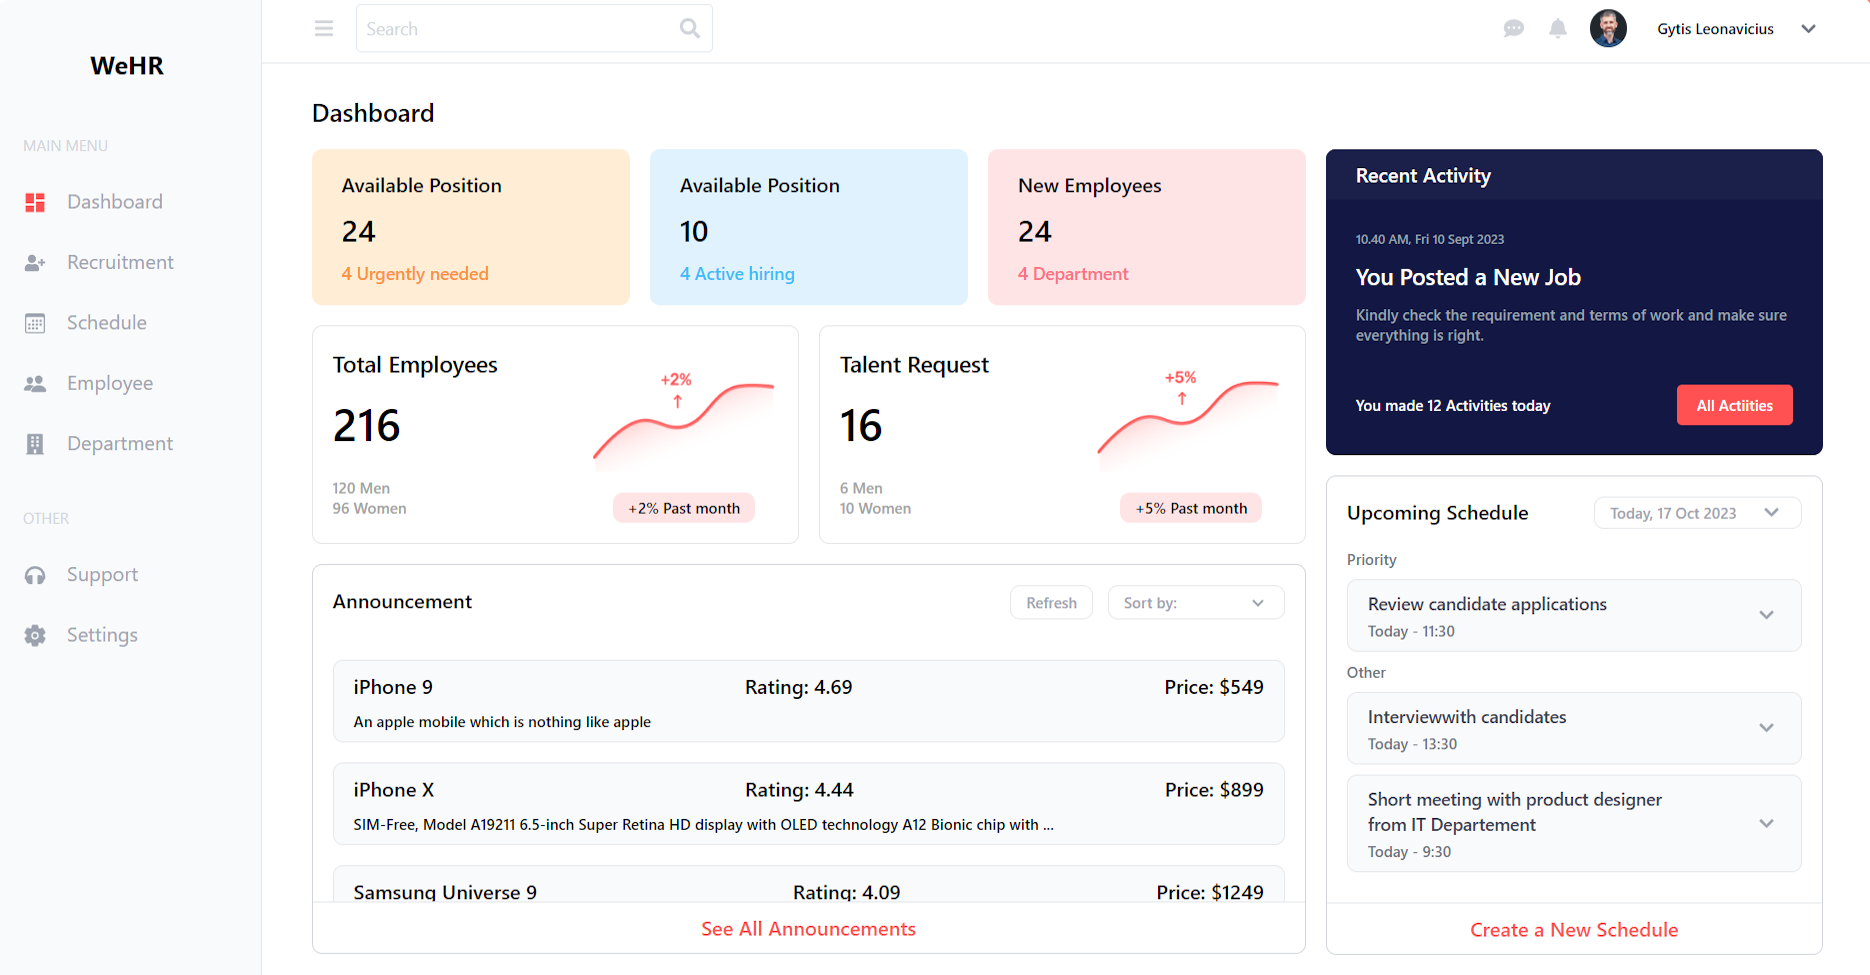 WeHR
Search
Gytis Leonavicius
MAIN MENU
Dashboard
Recruitment
Schedule
Employee
Department
OTHER
Support
Settings
Dashboard
Available Position
24
4 Urgently needed
Available Position
10
4 Active hiring
New Employees
24
4 Department
Total Employees
216
120 Men
96 Women
+2%
+2% Past month
Talent Request
16
6 Men
10 Women
+5%
+5% Past month
Announcement
Refresh
Sort by:
iPhone 9 Rating: 4.69 Price: $549
An apple mobile which is nothing like apple
iPhone X Rating: 4.44 Price: $899
SIM-Free, Model A19211 6.5-inch Super Retina HD display with OLED technology A12 Bionic chip with ...
Samsung Universe 9 Rating: 4.09 Price: $1249
See All Announcements
Recent Activity
10.40 AM, Fri 10 Sept 2023
You Posted a New Job
Kindly check the requirement and terms of work and make sure
everything is right.
You made 12 Activities today
All Actiities
Upcoming Schedule
Today, 17 Oct 2023
Priority
Review candidate applications
Today - 11:30
Other
Interviewwith candidates
Today - 13:30
Short meeting with product designer
from IT Departement
Today - 9:30
Create a New Schedule